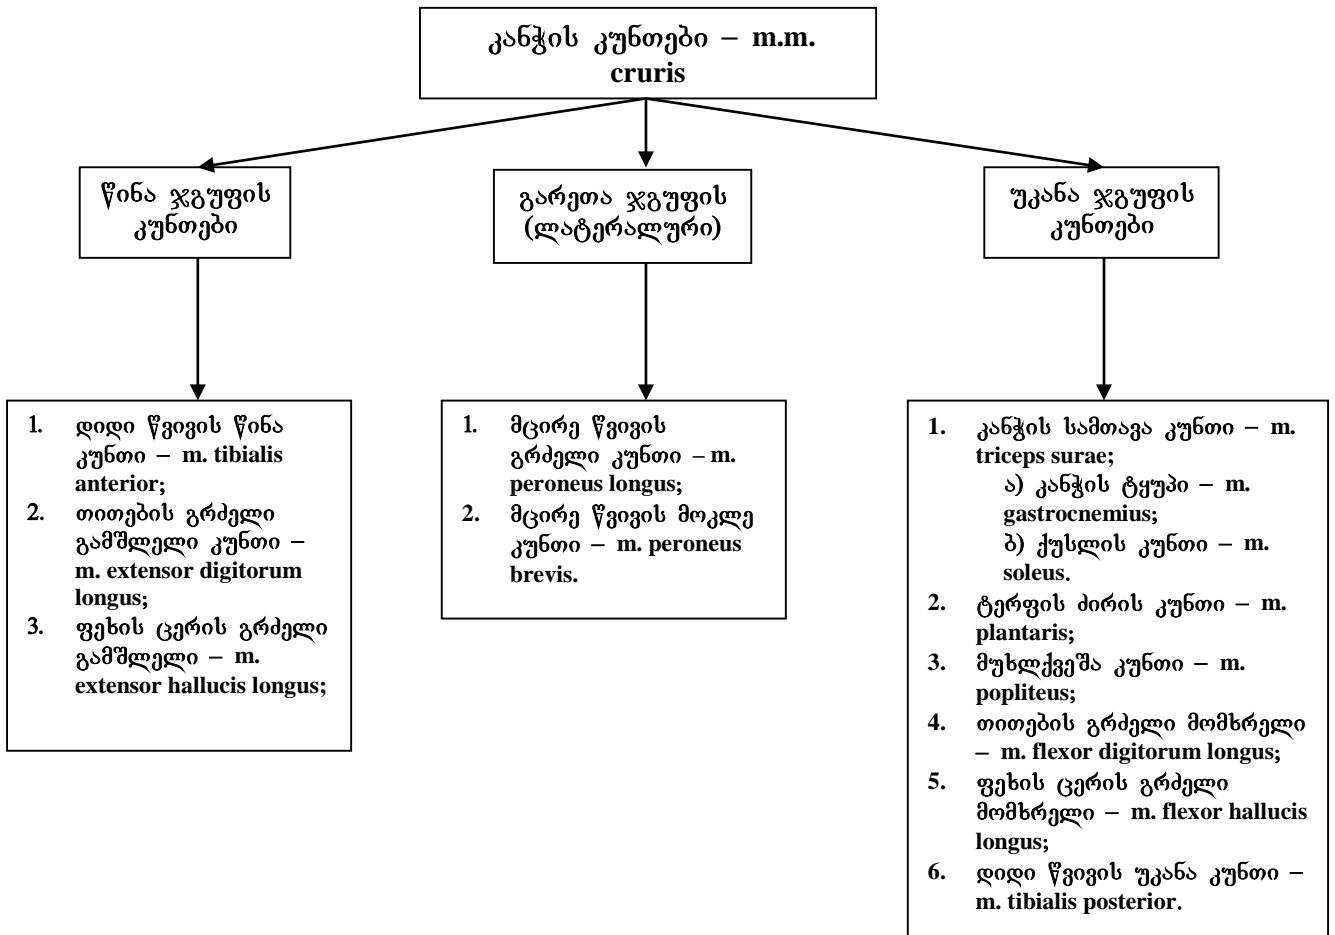 კანჭის კუნთები – m.m.
cruris
წინა ჯგუფის
კუნთები
გარეთა ჯგუფის
(ლატერალური)
უკანა ჯგუფის
კუნთები
1. დიდი წვივის წინა
კუნთი – m. tibialis
anterior;
2. თითების გრძელი
გამშლელი კუნთი –
m. extensor digitorum
longus;
3. ფეხის ცერის გრძელი
გამშლელი – m.
extensor hallucis longus;
1. მცირე წვივის
გრძელი კუნთი – m.
peroneus longus;
2. მცირე წვივის მოკლე
კუნთი – m. peroneus
brevis.
1. კანჭის სამთავა კუნთი – m.
triceps surae;
ა) კანჭის ტყუპი – m.
gastrocnemius;
ბ) ქუსლის კუნთი – m.
soleus.
2. ტერფის ძირის კუნთი – m.
plantaris;
3. მუხლქვეშა კუნთი – m.
popliteus;
4. თითების გრძელი მომხრელი
– m. flexor digitorum longus;
5. ფეხის ცერის გრძელი
მომხრელი – m. flexor hallucis
longus;
6. დიდი წვივის უკანა კუნთი –
m. tibialis posterior.